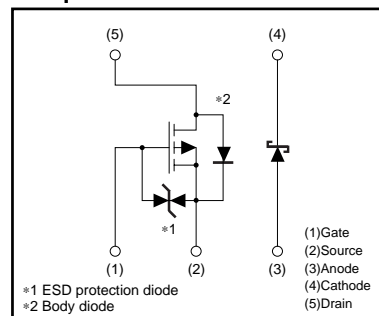 (5) (4)
∗2
∗1
(1) (2) (3)
(1)Gate
(2)Source
(3)Anode
(4)Cathode
(5)Drain
∗1 ESD protection diode
∗2 Body diode